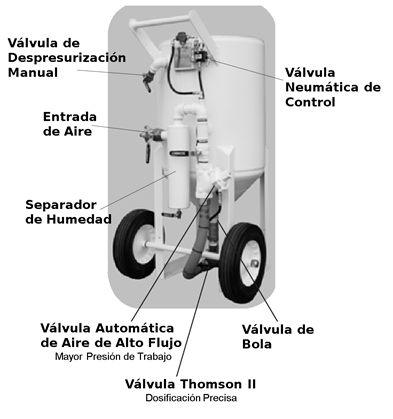 Válvula de
Despresurización
Manual
Válvula
Neumática de
Control
Entrada
de Aire
Separador
de Humedad
Válvula Automática
de Aire de Alto Flujo
Mayor Presión de Trabajo
Válvula de
Bola
Válvula Thomson II
Dosificación Precisa